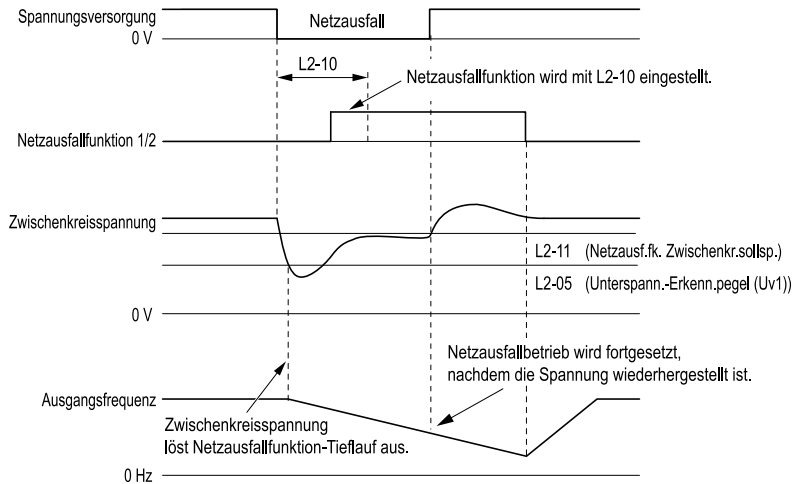 Spannungsversorgung
Netzausfall
0 V
L2-10
Netzausfallfunktion wird mit L2-10 eingestellt.
Netzausfallfunktion 1/2
Zwischenkreisspannung
L2-11 (Netzausf.fk. Zwischenkr.sollsp.)
L2-05 (Unterspann.-Erkenn.pegel (Uv1))
0 V
Netzausfallbetrieb wird fortgesetzt,
nachdem die Spannung wiederhergestellt ist.
Ausgangsfrequenz
Zwischenkreisspannung
löst Netzausfallfunktion-Tieflauf aus.
0 Hz